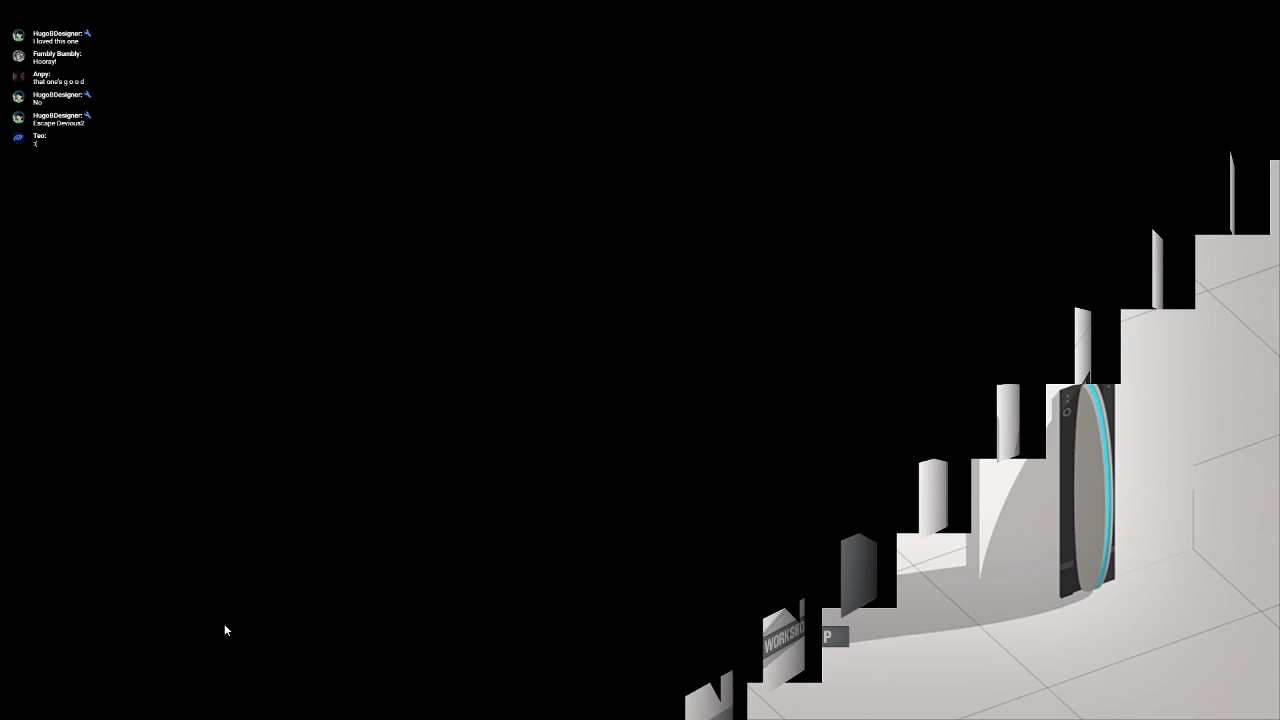 HugoBDesigner:
I loved this one
Fumbly Bumbly:
Hooray!
Anpy:
that one's g o o d
HugoBDesigner:
No
HugoBDesigner:
Escape Devious2
Teo:
:(
WORKSHO
P